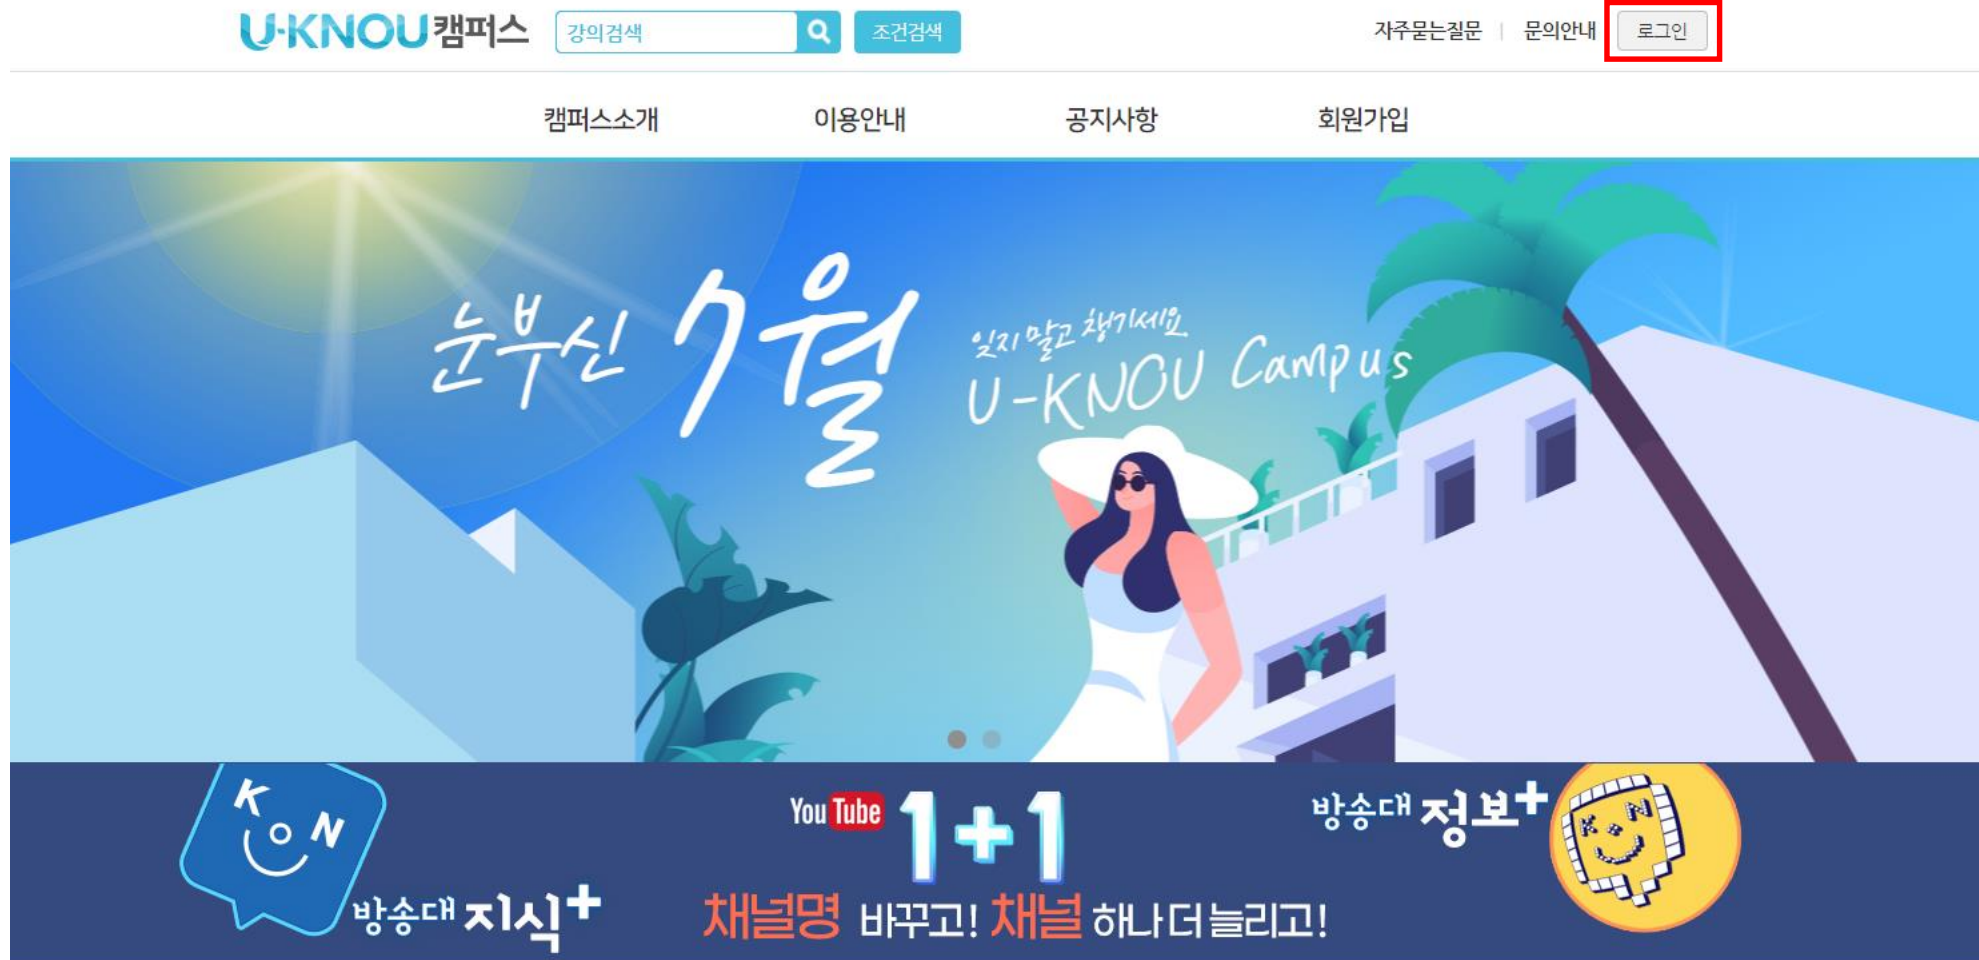 U·KNOU캠퍼스 강의검색 조건검색 자주묻는질문 문의안내 로그인
캠퍼스소개 이용안내 공지사항 회원가입
눈부신 7월
잊지말고 챙기세요
U-KNOU Campus
KON
방송대 지식+
YouTube 1+1
채널명 바꾸고! 채널 하나 더 늘리고!
방송대 정보+
KON